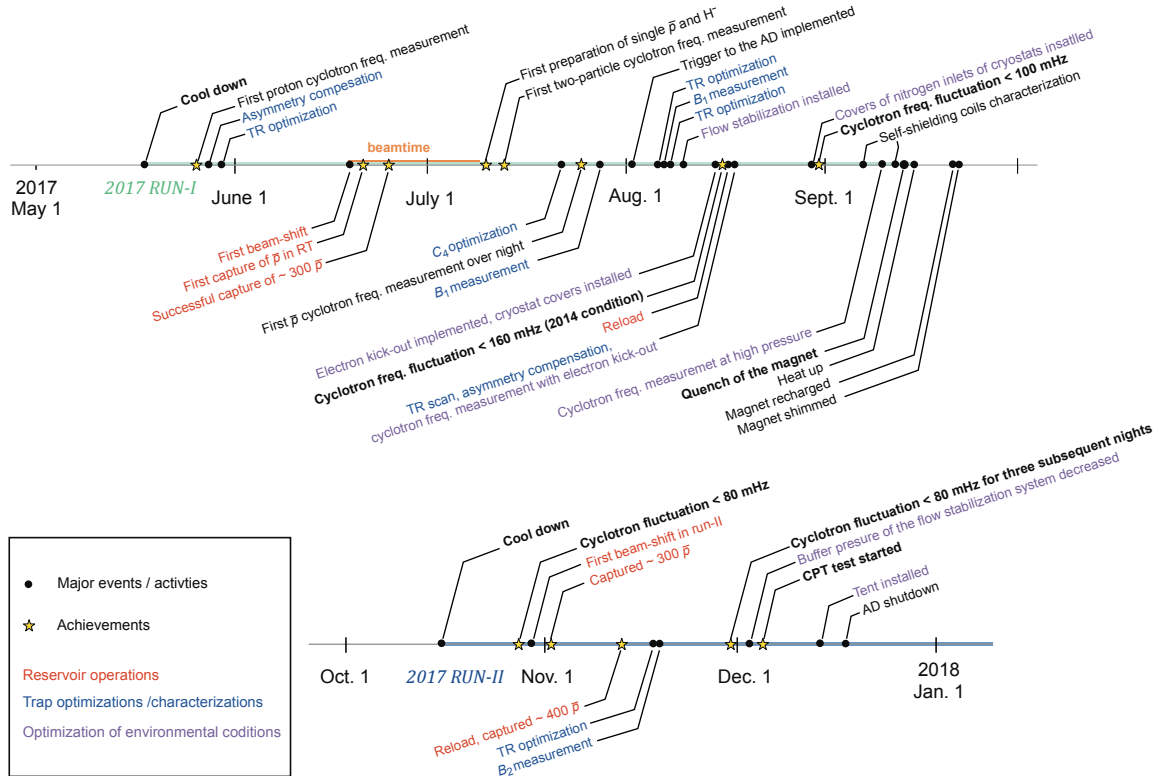 Cool down
First proton cyclotron freq. measurement
Asymmetry compesation
TR optimization
beamtime
First preparation of single p̅ and H⁻
First two-particle cyclotron freq. measurement
Trigger to the AD implemented
TR optimization
B₁ measurement
TR optimization
Flow stabilization installed
Covers of nitrogen inlets of cryostats insatlled
Cyclotron freq. fluctuation < 100 mHz
Self-shielding coils characterization
2017
May 1
2017 RUN-I
June 1
July 1
Aug. 1
Sept. 1
First beam-shift
First capture of p̅ in RT
Successful capture of ~ 300 p̅
C₄ optimization
First p̅ cyclotron freq. measurement over night
B₁ measurement
Electron kick-out implemented, cryostat covers installed
Cyclotron freq. fluctuation < 160 mHz (2014 condition)
Reload
TR scan, asymmetry compensation,
cyclotron freq. measurement with electron kick-out
Cyclotron freq. measuremet at high pressure
Quench of the magnet
Heat up
Magnet recharged
Magnet shimmed
Major events / activties
Achievements
Reservoir operations
Trap optimizations /characterizations
Optimization of environmental coditions
Cool down
Cyclotron fluctuation < 80 mHz
First beam-shift in run-II
Captured ~ 300 p̅
Cyclotron fluctuation < 80 mHz for three subsequent nights
Buffer presure of the flow stabilization system decreased
CPT test started
Tent installed
AD shutdown
Oct. 1
2017 RUN-II
Nov. 1
Dec. 1
2018
Jan. 1
Reload, captured ~ 400 p̅
TR optimization
B₂ measurement